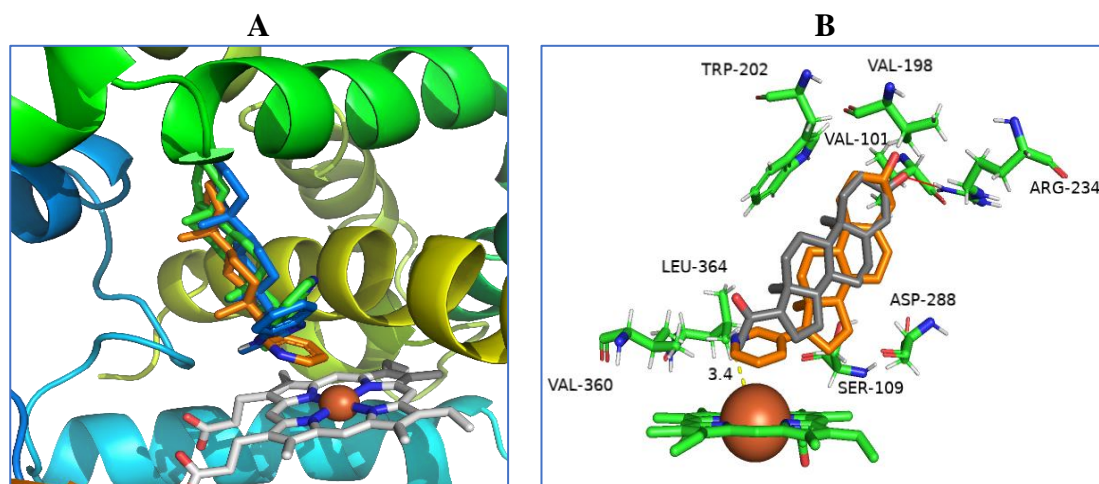 A
B
TRP-202
VAL-198
VAL-101
ARG-234
LEU-364
ASP-288
3.4
VAL-360
SER-109